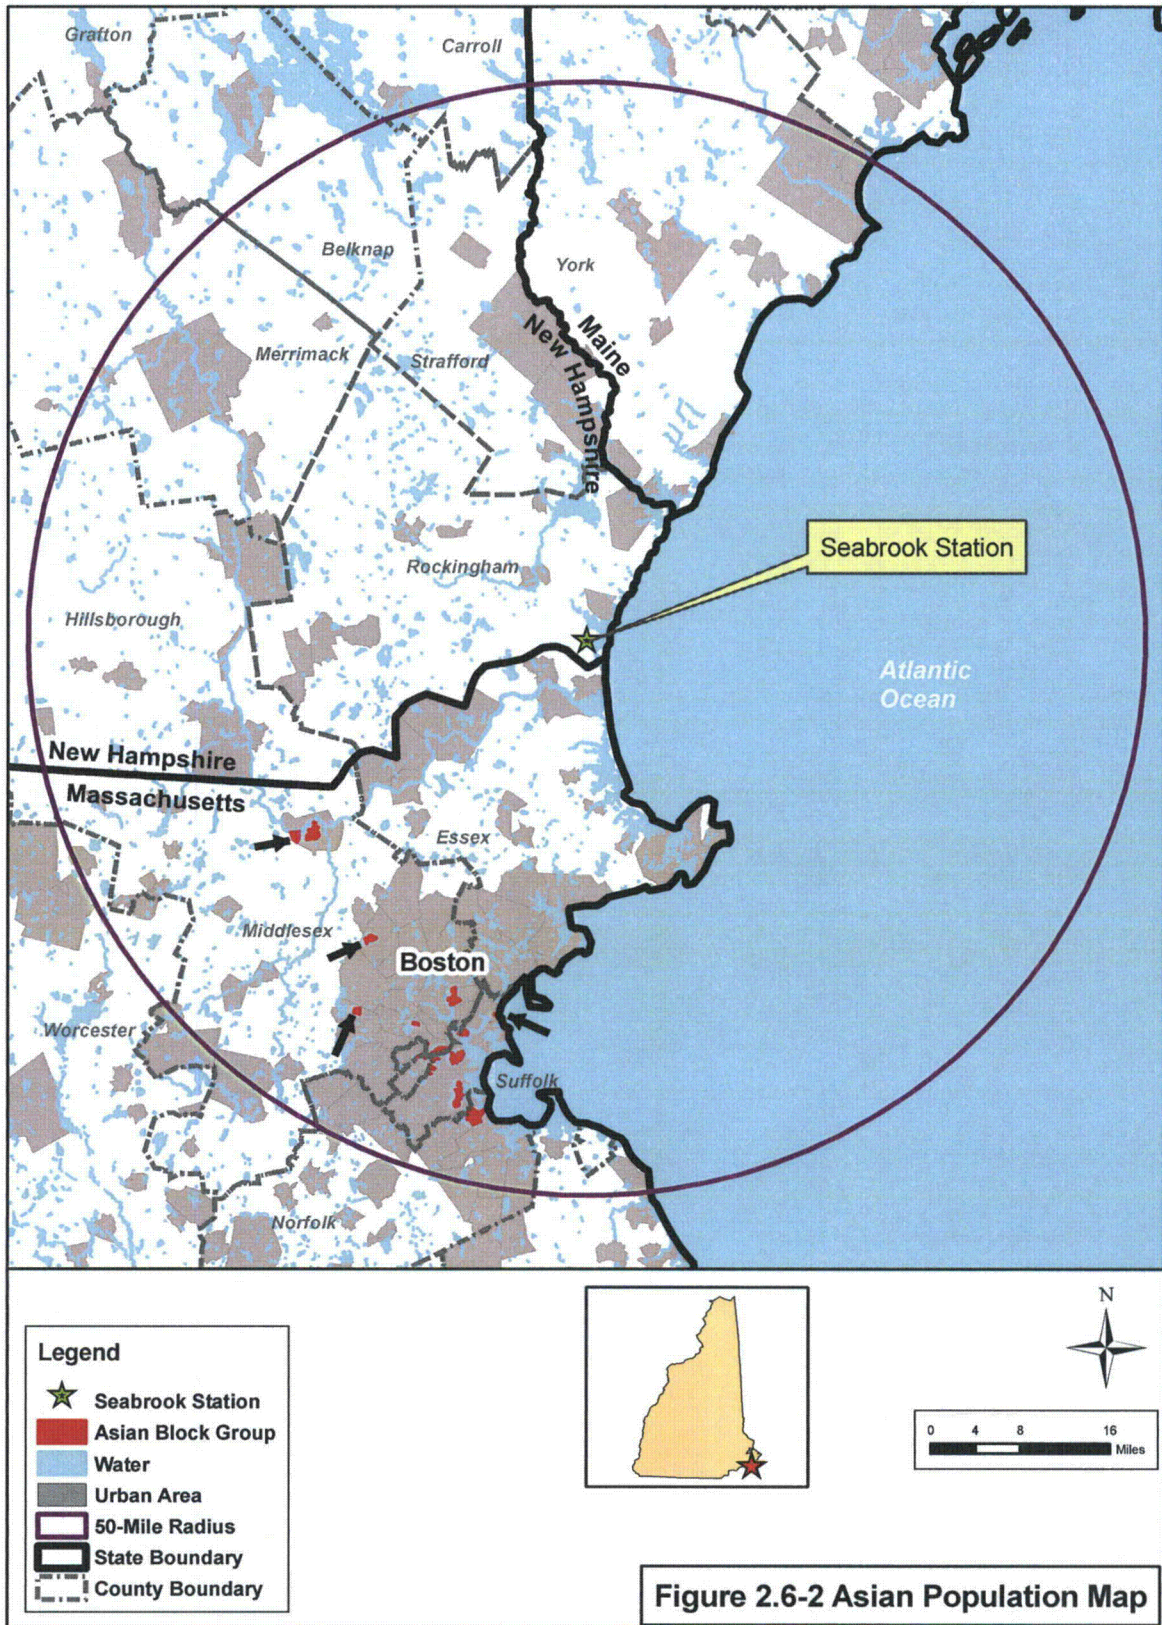 Grafton
Carroll
Cumberland
Belknap
York
Maine
New Hampshire
Merrimack
Strafford
Seabrook Station
Rockingham
Hillsborough
Atlantic
Ocean
New Hampshire
Massachusetts
Essex
Middlesex
Boston
Worcester
Suffolk
Norfolk
N
Legend
Seabrook Station
Asian Block Group
Water
Urban Area
50-Mile Radius
State Boundary
County Boundary
0 4 8 16
Miles
Figure 2.6-2 Asian Population Map